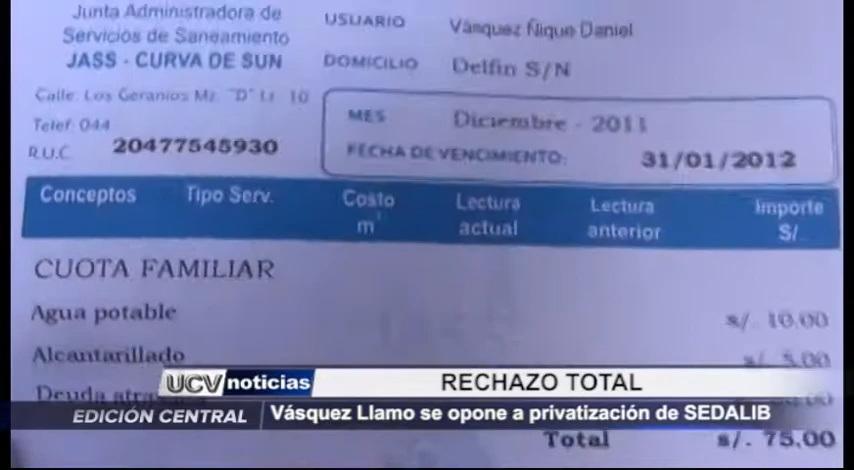 Junta Administradora de
Servicios de Saneamiento
JASS - CURVA DE SUN
Calle: Los Geranios Mz. "D" Lt. 10
Telef: 044
R.U.C. 20477545930
USUARIO Vásquez Ñique Daniel
DOMICILIO Delfin S/N
MES Diciembre - 2011
FECHA DE VENCIMIENTO: 31/01/2012
Conceptos Tipo Serv. Costo m³ Lectura actual Lectura anterior Importe S/.
CUOTA FAMILIAR
Agua potable s/. 10.00
Alcantarillado s/. 5.00
Deuda
UCV noticias RECHAZO TOTAL
EDICIÓN CENTRAL Vásquez Llamo se opone a privatización de SEDALIB
Total s/. 75.00